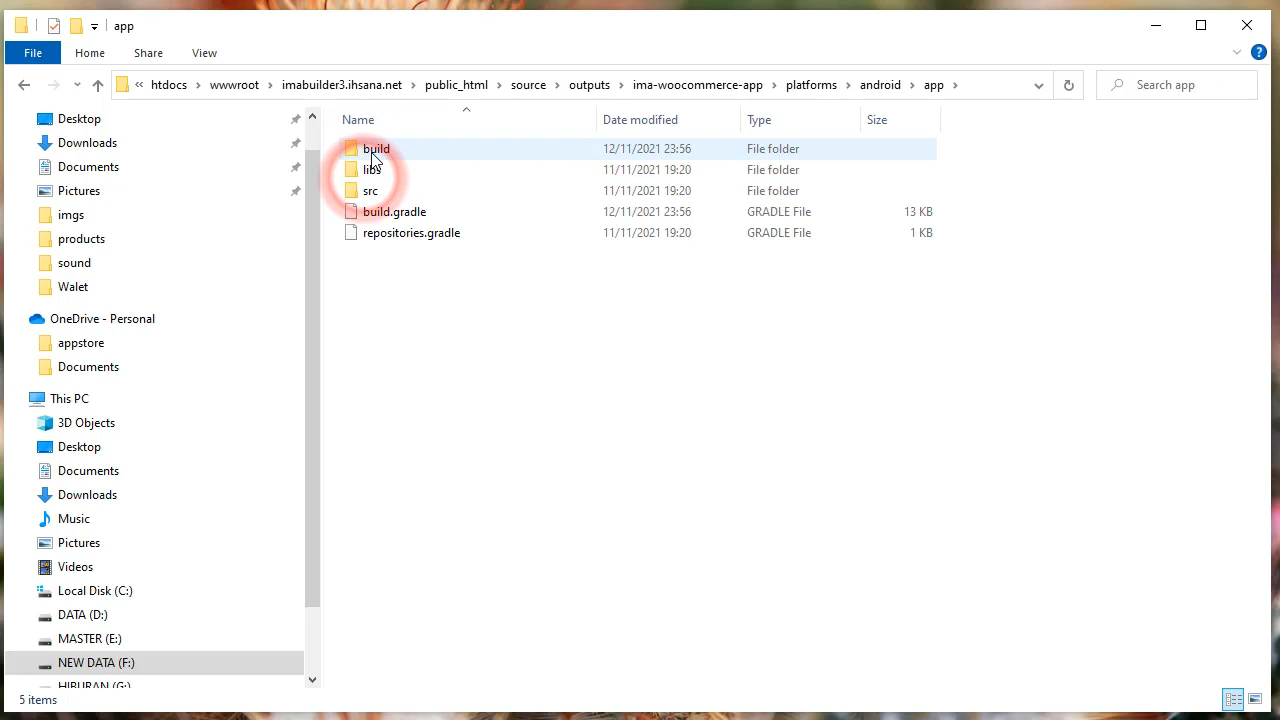 app
File
Home
Share
View
« htdocs > wwwroot > imabuilder3.ihsana.net > public_html > source > outputs > ima-woocommerce-app > platforms > android > app >
Search app
Name
Date modified
Type
Size
build
12/11/2021 23:56
File folder
libs
11/11/2021 19:20
File folder
src
11/11/2021 19:20
File folder
build.gradle
12/11/2021 23:56
GRADLE File
13 KB
repositories.gradle
11/11/2021 19:20
GRADLE File
1 KB
Desktop
Downloads
Documents
Pictures
imgs
products
sound
Walet
OneDrive - Personal
appstore
Documents
This PC
3D Objects
Desktop
Documents
Downloads
Music
Pictures
Videos
Local Disk (C:)
DATA (D:)
MASTER (E:)
NEW DATA (F:)
HIBURAN (G:)
5 items